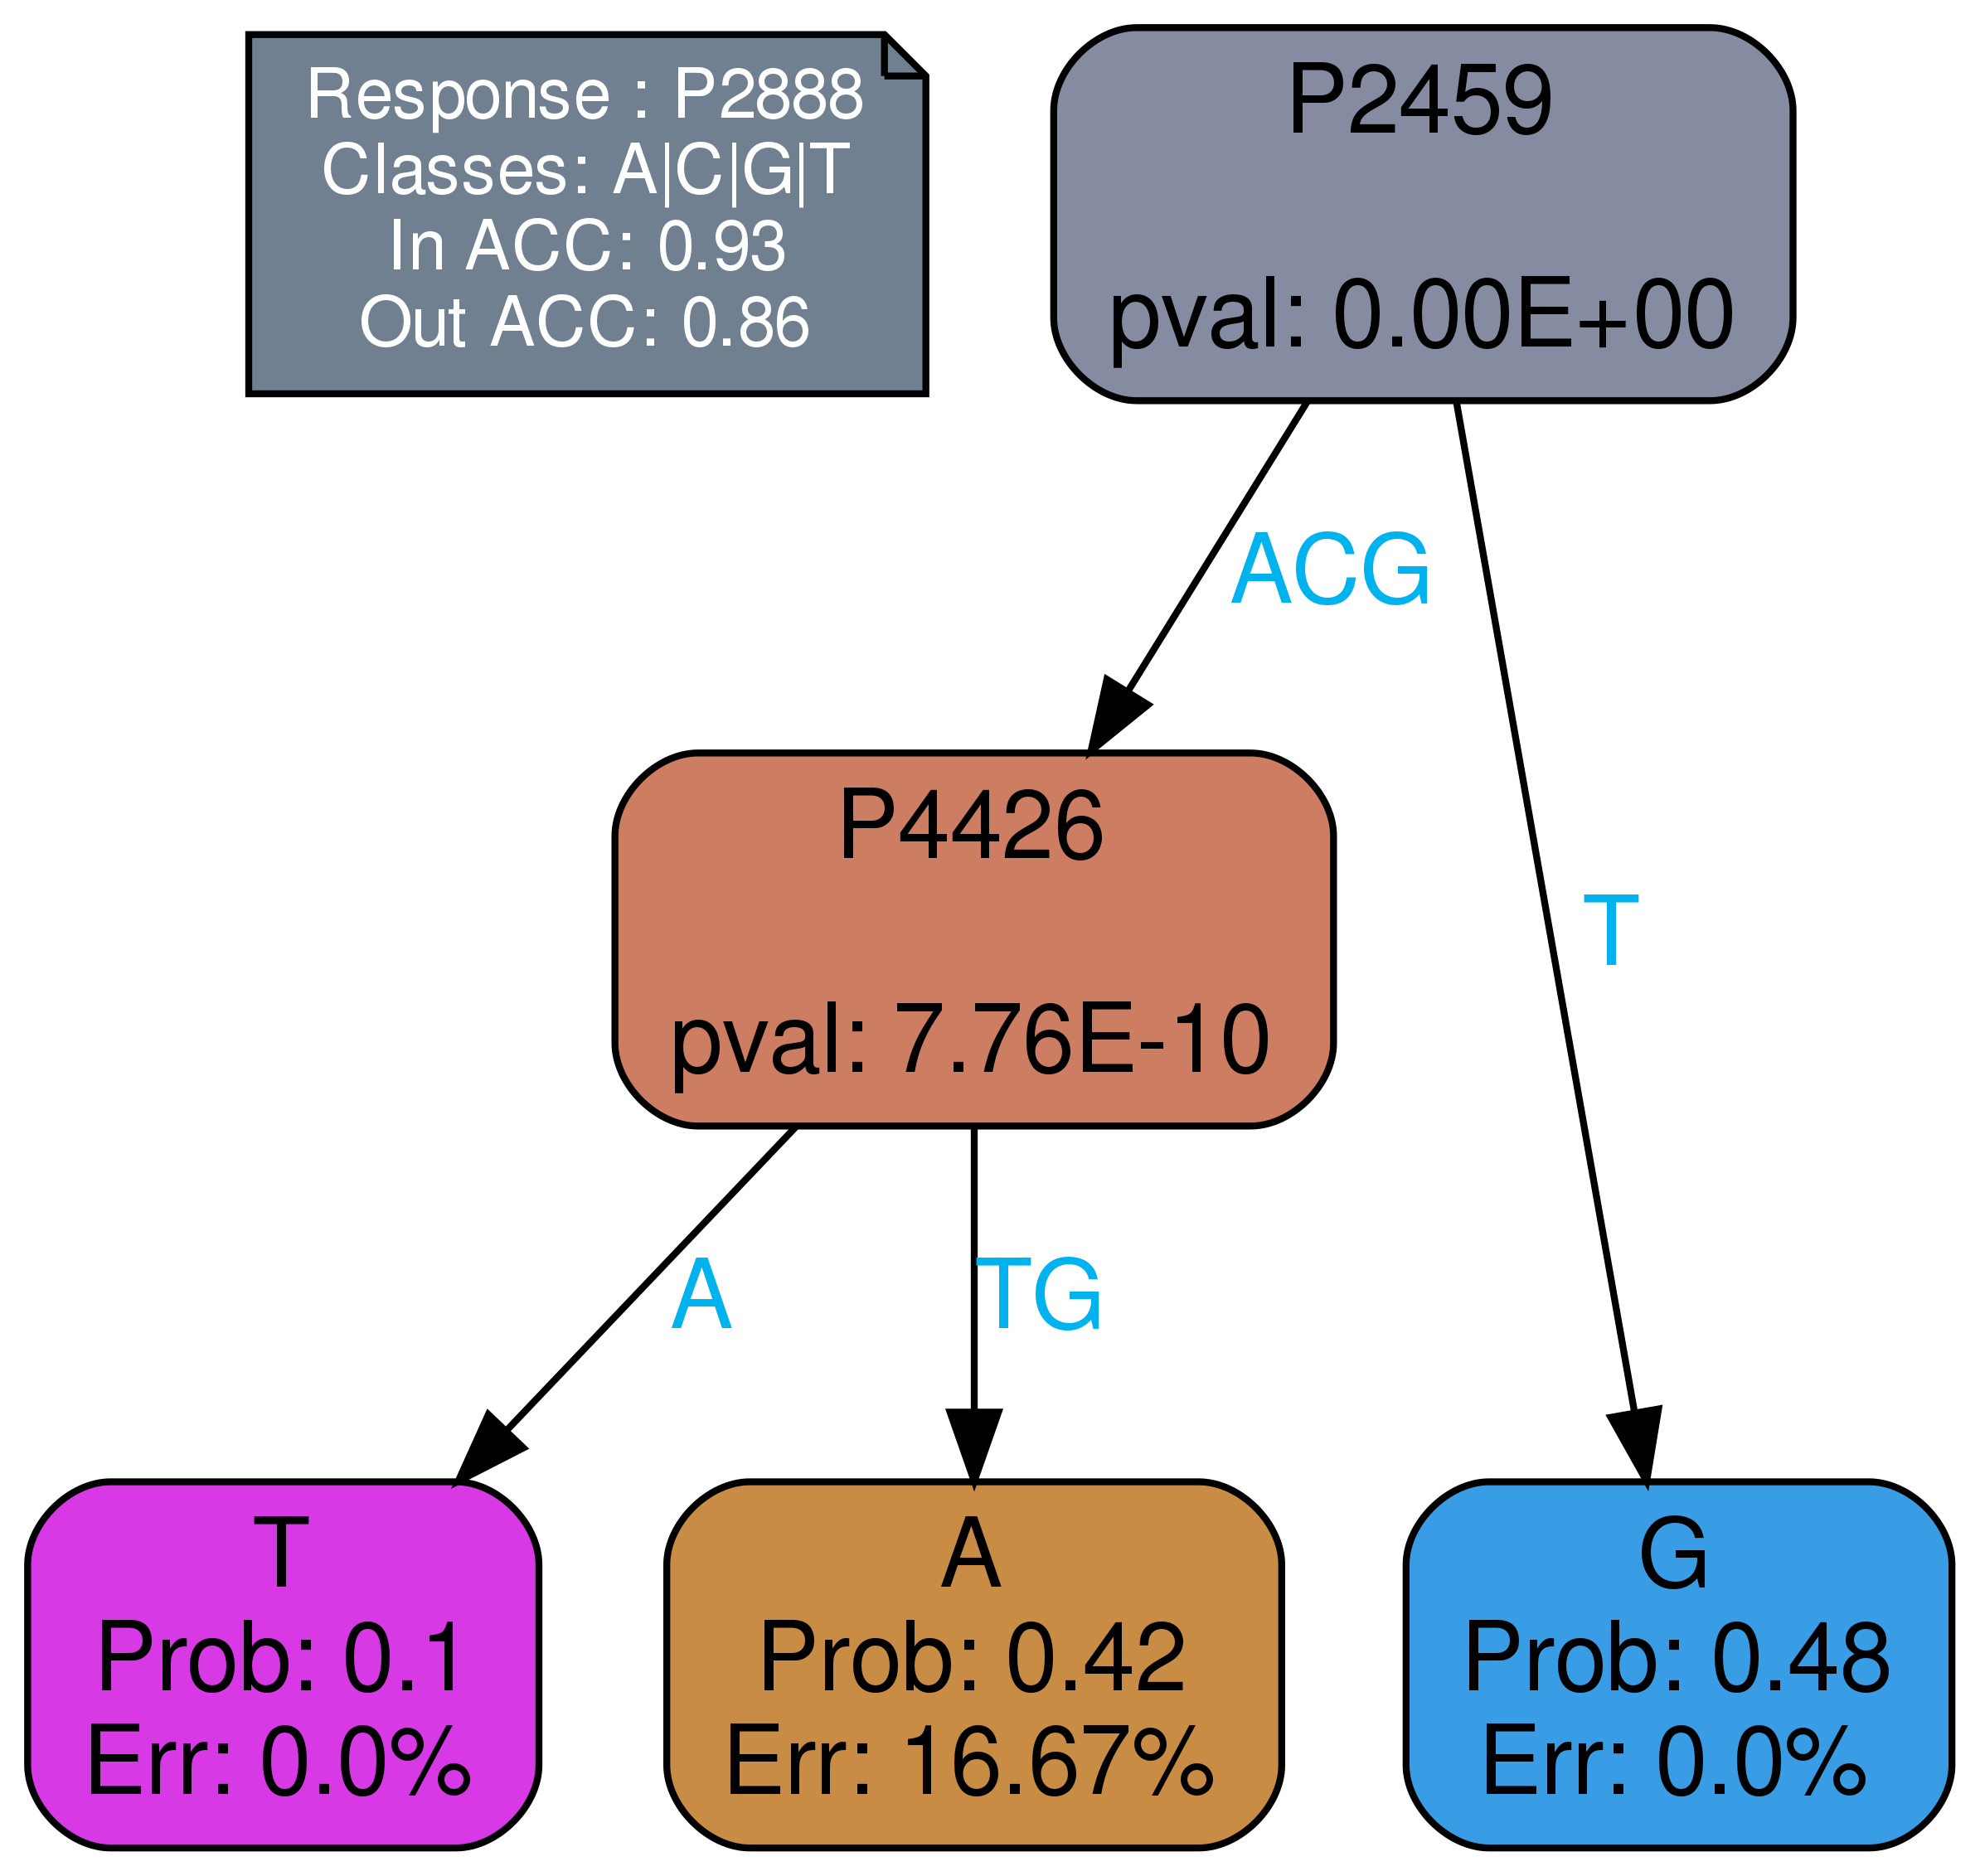 Response : P2888
Classes: A|C|G|T
In ACC: 0.93
Out ACC: 0.86
P2459
pval: 0.00E+00
ACG
T
P4426
pval: 7.76E-10
A
TG
T
Prob: 0.1
Err: 0.0%
A
Prob: 0.42
Err: 16.67%
G
Prob: 0.48
Err: 0.0%